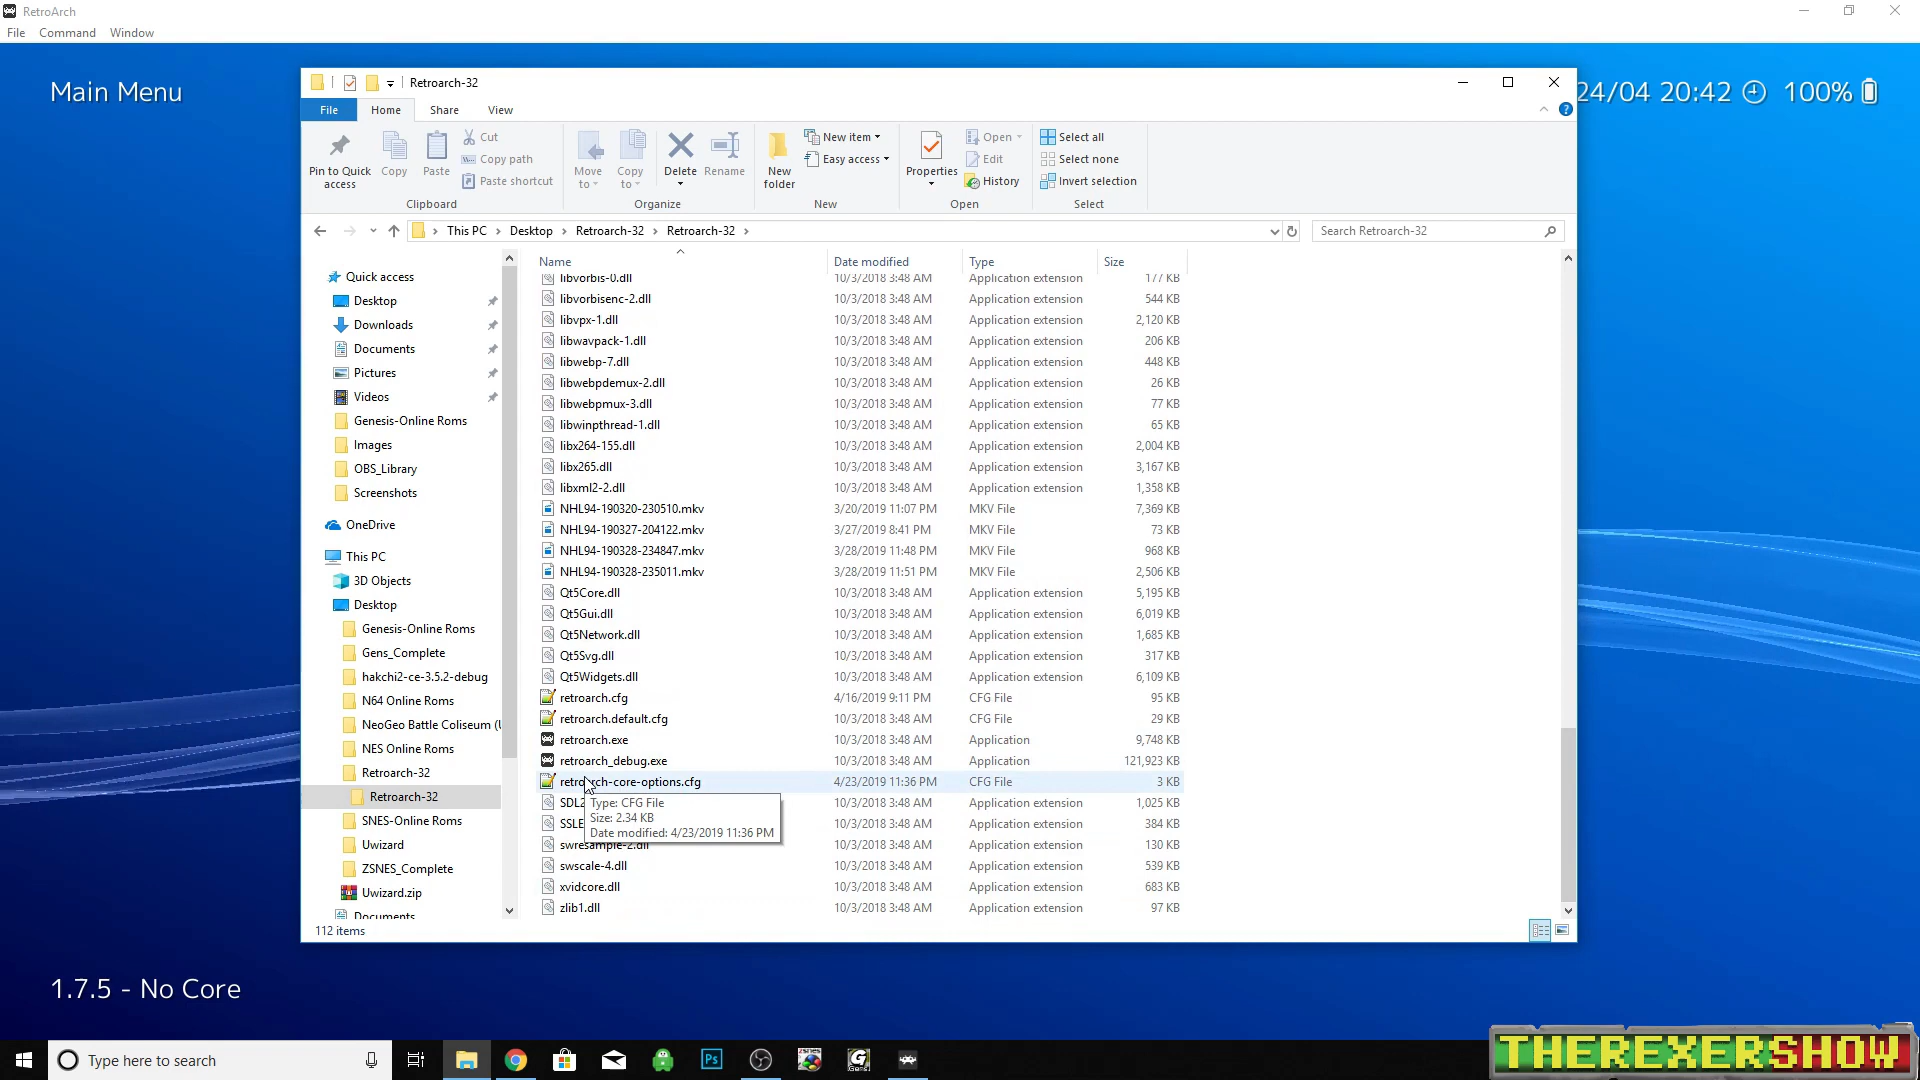 RetroArch
File Command Window
Main Menu
24/04 20:42 100%
Retroarch-32
File Home Share View
Pin to Quick access
Copy
Paste
Cut
Copy path
Paste shortcut
Clipboard
Move to
Copy to
Delete
Rename
Organize
New folder
New item
Easy access
New
Properties
Open
Edit
History
Open
Select all
Select none
Invert selection
Select
This PC > Desktop > Retroarch-32 > Retroarch-32 >
Search Retroarch-32
Quick access
Desktop
Downloads
Documents
Pictures
Videos
Genesis-Online Roms
Images
OBS_Library
Screenshots
OneDrive
This PC
3D Objects
Desktop
Genesis-Online Roms
Gens_Complete
hakchi2-ce-3.5.2-debug
N64 Online Roms
NeoGeo Battle Coliseum (U
NES Online Roms
Retroarch-32
Retroarch-32
SNES-Online Roms
Uwizard
ZSNES_Complete
Uwizard.zip
Documents
Name Date modified Type Size
libvorbis-0.dll 10/3/2018 3:48 AM Application extension 177 KB
libvorbisenc-2.dll 10/3/2018 3:48 AM Application extension 544 KB
libvpx-1.dll 10/3/2018 3:48 AM Application extension 2,120 KB
libwavpack-1.dll 10/3/2018 3:48 AM Application extension 206 KB
libwebp-7.dll 10/3/2018 3:48 AM Application extension 448 KB
libwebpdemux-2.dll 10/3/2018 3:48 AM Application extension 26 KB
libwebpmux-3.dll 10/3/2018 3:48 AM Application extension 77 KB
libwinpthread-1.dll 10/3/2018 3:48 AM Application extension 65 KB
libx264-155.dll 10/3/2018 3:48 AM Application extension 2,004 KB
libx265.dll 10/3/2018 3:48 AM Application extension 3,167 KB
libxml2-2.dll 10/3/2018 3:48 AM Application extension 1,358 KB
NHL94-190320-230510.mkv 3/20/2019 11:07 PM MKV File 7,369 KB
NHL94-190327-204122.mkv 3/27/2019 8:41 PM MKV File 73 KB
NHL94-190328-234847.mkv 3/28/2019 11:48 PM MKV File 968 KB
NHL94-190328-235011.mkv 3/28/2019 11:51 PM MKV File 2,506 KB
Qt5Core.dll 10/3/2018 3:48 AM Application extension 5,195 KB
Qt5Gui.dll 10/3/2018 3:48 AM Application extension 6,019 KB
Qt5Network.dll 10/3/2018 3:48 AM Application extension 1,685 KB
Qt5Svg.dll 10/3/2018 3:48 AM Application extension 317 KB
Qt5Widgets.dll 10/3/2018 3:48 AM Application extension 6,109 KB
retroarch.cfg 4/16/2019 9:11 PM CFG File 95 KB
retroarch.default.cfg 10/3/2018 3:48 AM CFG File 29 KB
retroarch.exe 10/3/2018 3:48 AM Application 9,748 KB
retroarch_debug.exe 10/3/2018 3:48 AM Application 121,923 KB
retroarch-core-options.cfg 4/23/2019 11:36 PM CFG File 3 KB
SDL2 10/3/2018 3:48 AM Application extension 1,025 KB
SSLE 10/3/2018 3:48 AM Application extension 384 KB
swresample-2.dll 10/3/2018 3:48 AM Application extension 130 KB
swscale-4.dll 10/3/2018 3:48 AM Application extension 539 KB
xvidcore.dll 10/3/2018 3:48 AM Application extension 683 KB
zlib1.dll 10/3/2018 3:48 AM Application extension 97 KB
Type: CFG File
Size: 2.34 KB
Date modified: 4/23/2019 11:36 PM
112 items
1.7.5 - No Core
Type here to search
Ps
ZSNES
G
Gens
THEREXERSHOW